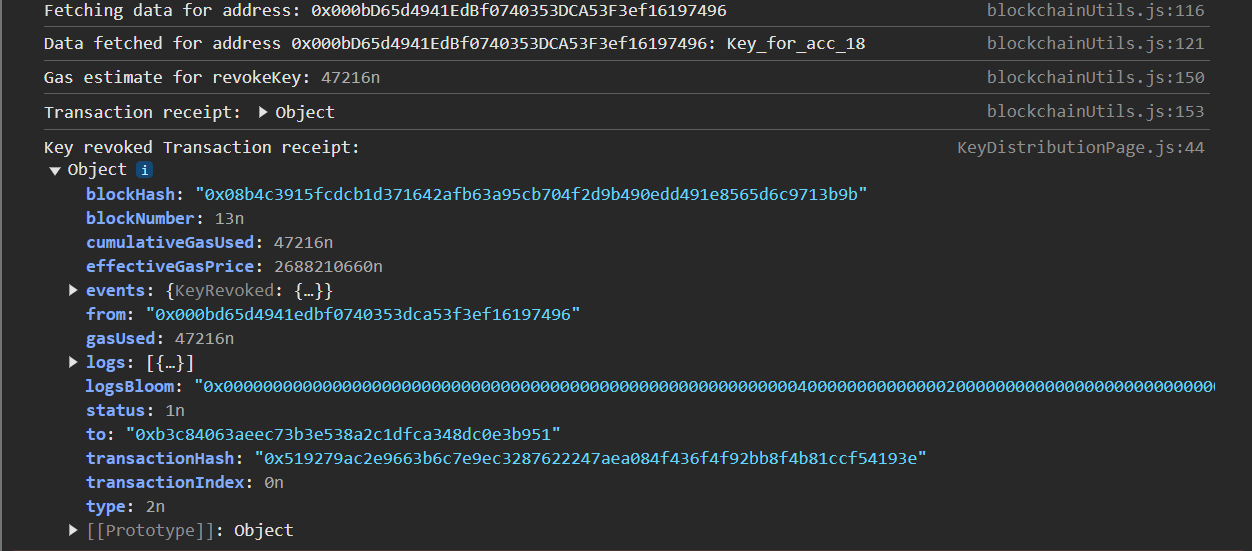 Fetching data for address: 0x000bD65d4941EdBf0740353DCA53F3ef16197496 blockchainUtils.js:116
Data fetched for address 0x000bD65d4941EdBf0740353DCA53F3ef16197496: Key_for_acc_18 blockchainUtils.js:121
Gas estimate for revokeKey: 47216n blockchainUtils.js:150
Transaction receipt: ▶ Object blockchainUtils.js:153
Key revoked Transaction receipt: KeyDistributionPage.js:44
▼ Object i
blockHash: "0x08b4c3915fcdcb1d371642afb63a95cb704f2d9b490edd491e8565d6c9713b9b"
blockNumber: 13n
cumulativeGasUsed: 47216n
effectiveGasPrice: 2688210660n
▶ events: {KeyRevoked: {…}}
from: "0x000bd65d4941edbf0740353dca53f3ef16197496"
gasUsed: 47216n
▶ logs: [{…}]
logsBloom: "0x00000000000000000000000000000000000000000000000000000000000400000000000000200000000000000000000000000
status: 1n
to: "0xb3c84063aeec73b3e538a2c1dfca348dc0e3b951"
transactionHash: "0x519279ac2e9663b6c7e9ec3287622247aea084f436f4f92bb8f4b81ccf54193e"
transactionIndex: 0n
type: 2n
▶ [[Prototype]]: Object